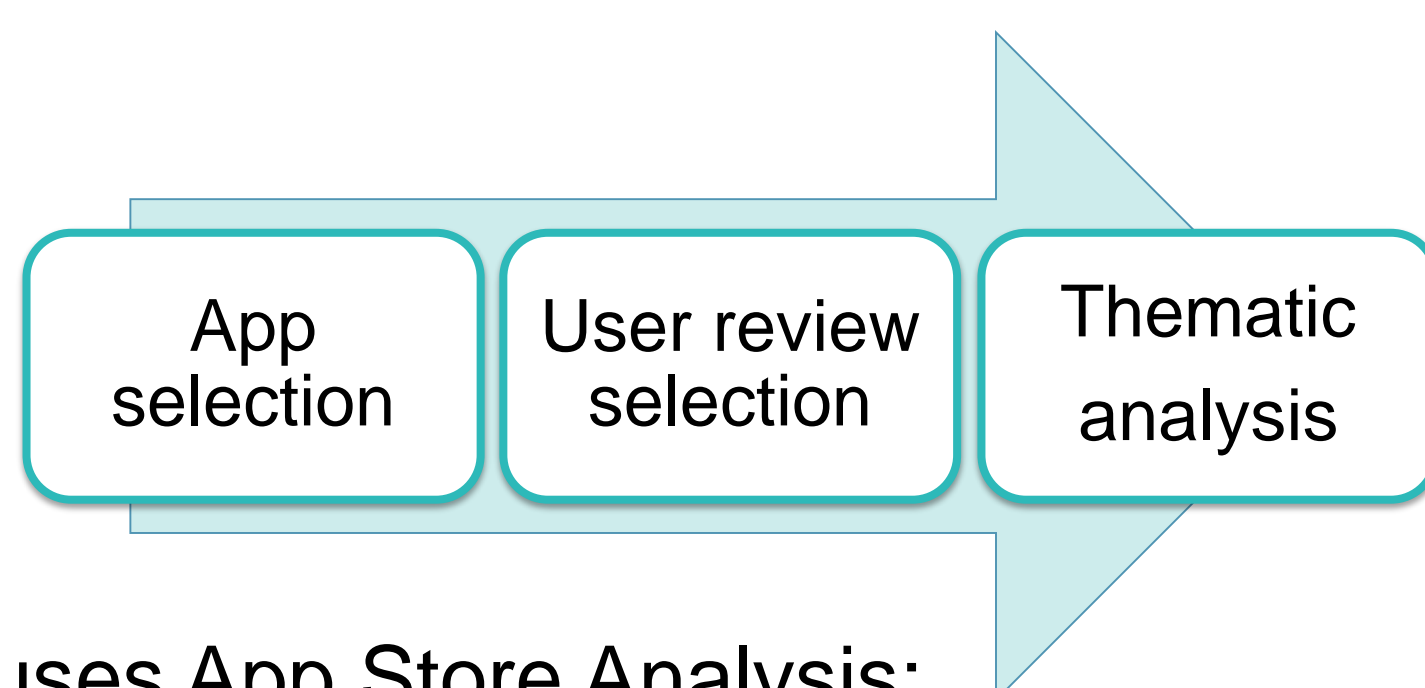 App
selection
User review
selection
Thematic
analysis
uses App Store Analysis: